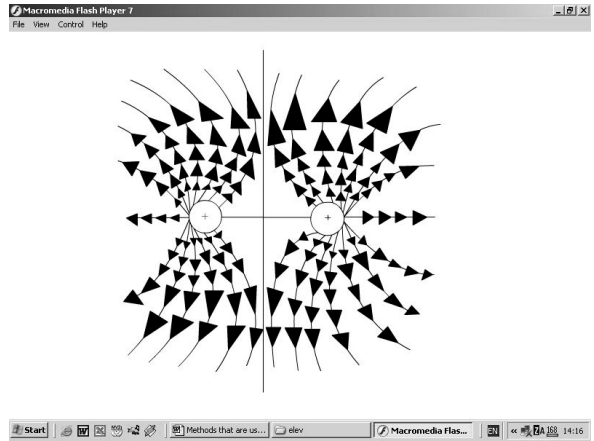 Macromedia Flash Player 7
File View Control Help
+ +
Start W Methods that are us... elev Macromedia Flas... EN « 14:16